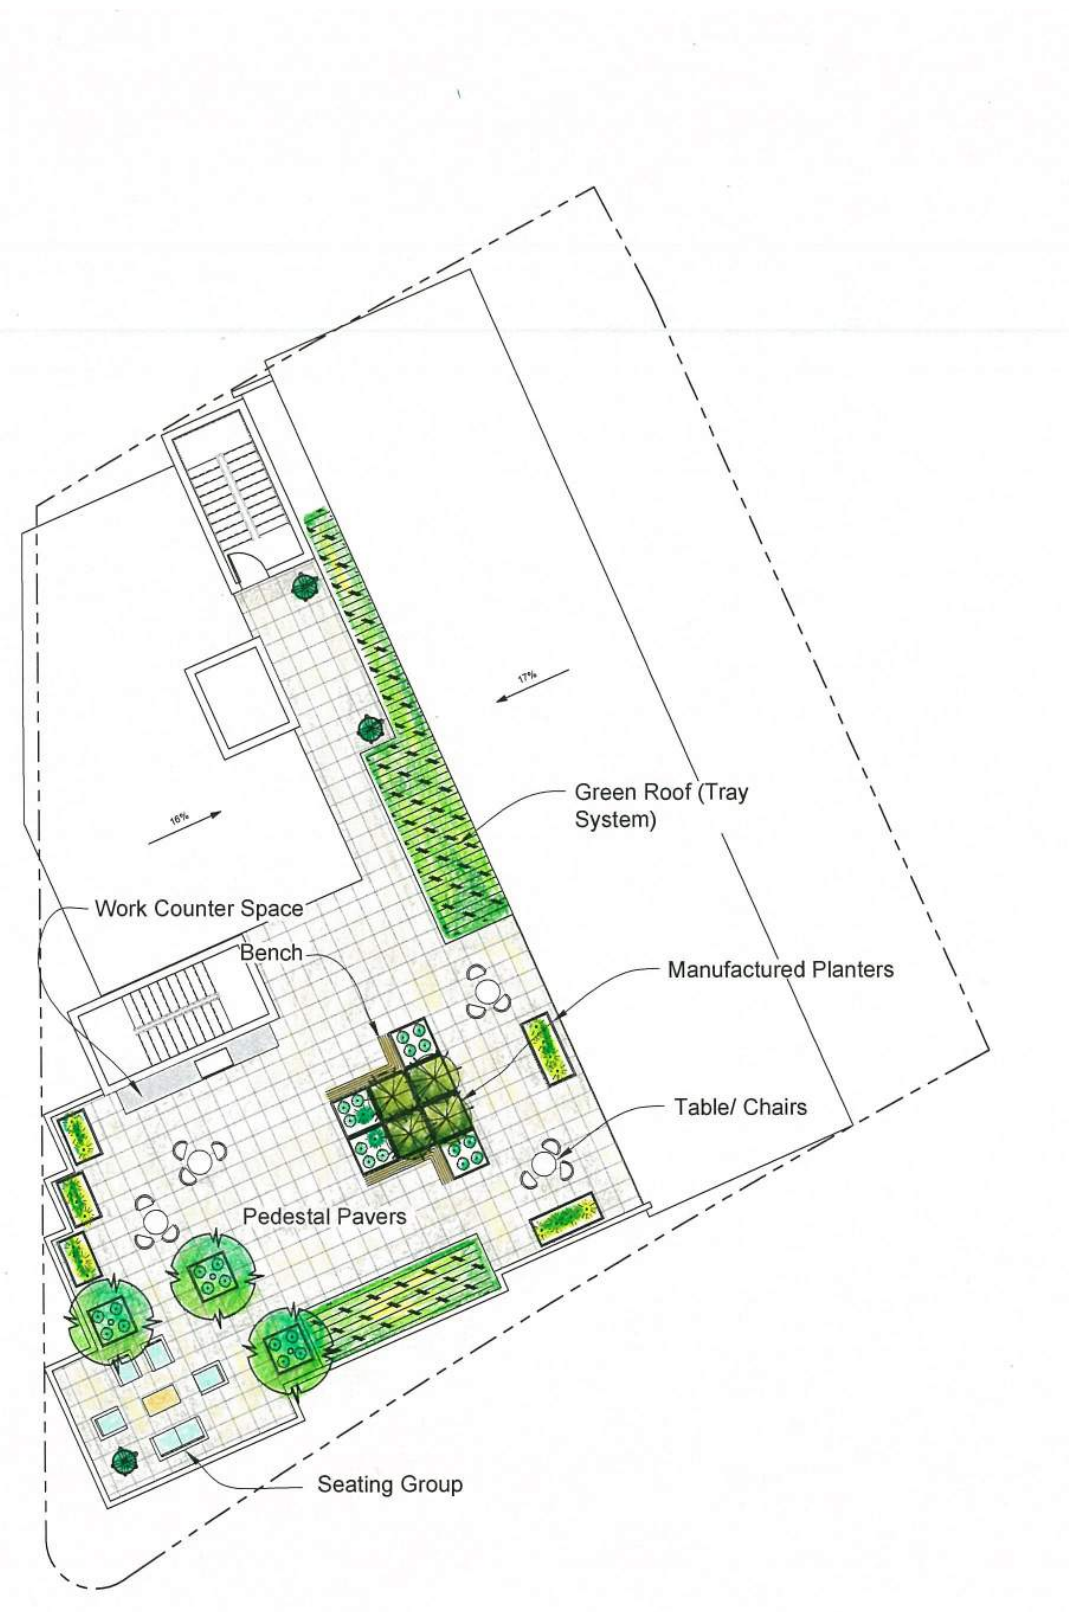 17%
Green Roof (Tray
System)
16%
Work Counter Space
Bench
Manufactured Planters
Table/ Chairs
Pedestal Pavers
Seating Group